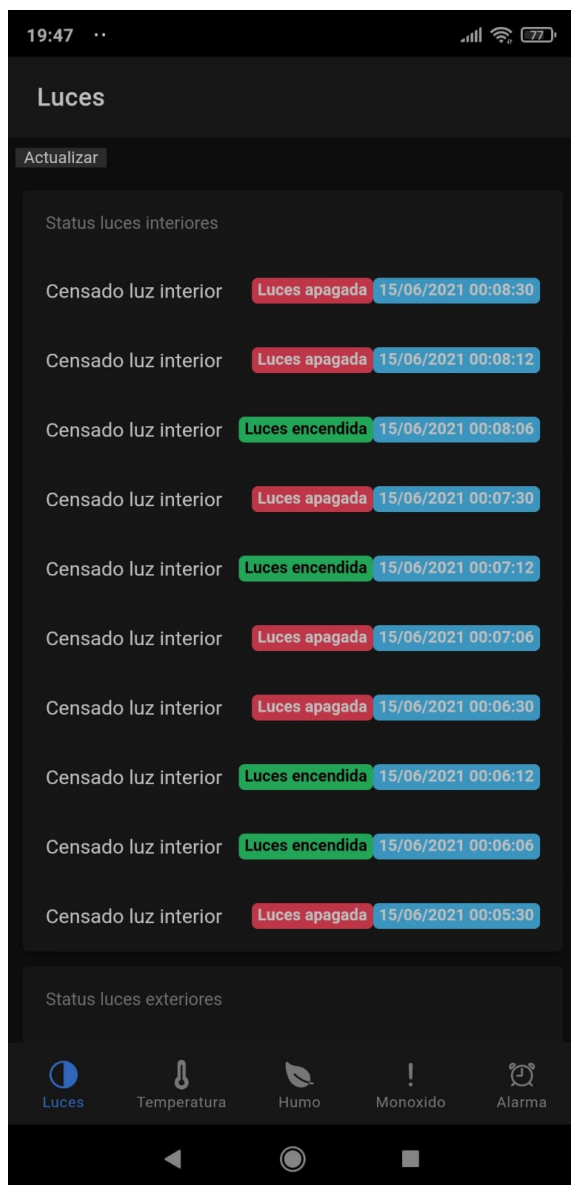 19:47 ..
77
Luces
Actualizar
Status luces interiores
Censado luz interior Luces apagada 15/06/2021 00:08:30
Censado luz interior Luces apagada 15/06/2021 00:08:12
Censado luz interior Luces encendida 15/06/2021 00:08:06
Censado luz interior Luces apagada 15/06/2021 00:07:30
Censado luz interior Luces encendida 15/06/2021 00:07:12
Censado luz interior Luces apagada 15/06/2021 00:07:06
Censado luz interior Luces apagada 15/06/2021 00:06:30
Censado luz interior Luces encendida 15/06/2021 00:06:12
Censado luz interior Luces encendida 15/06/2021 00:06:06
Censado luz interior Luces apagada 15/06/2021 00:05:30
Status luces exteriores
Luces Temperatura Humo Monoxido Alarma